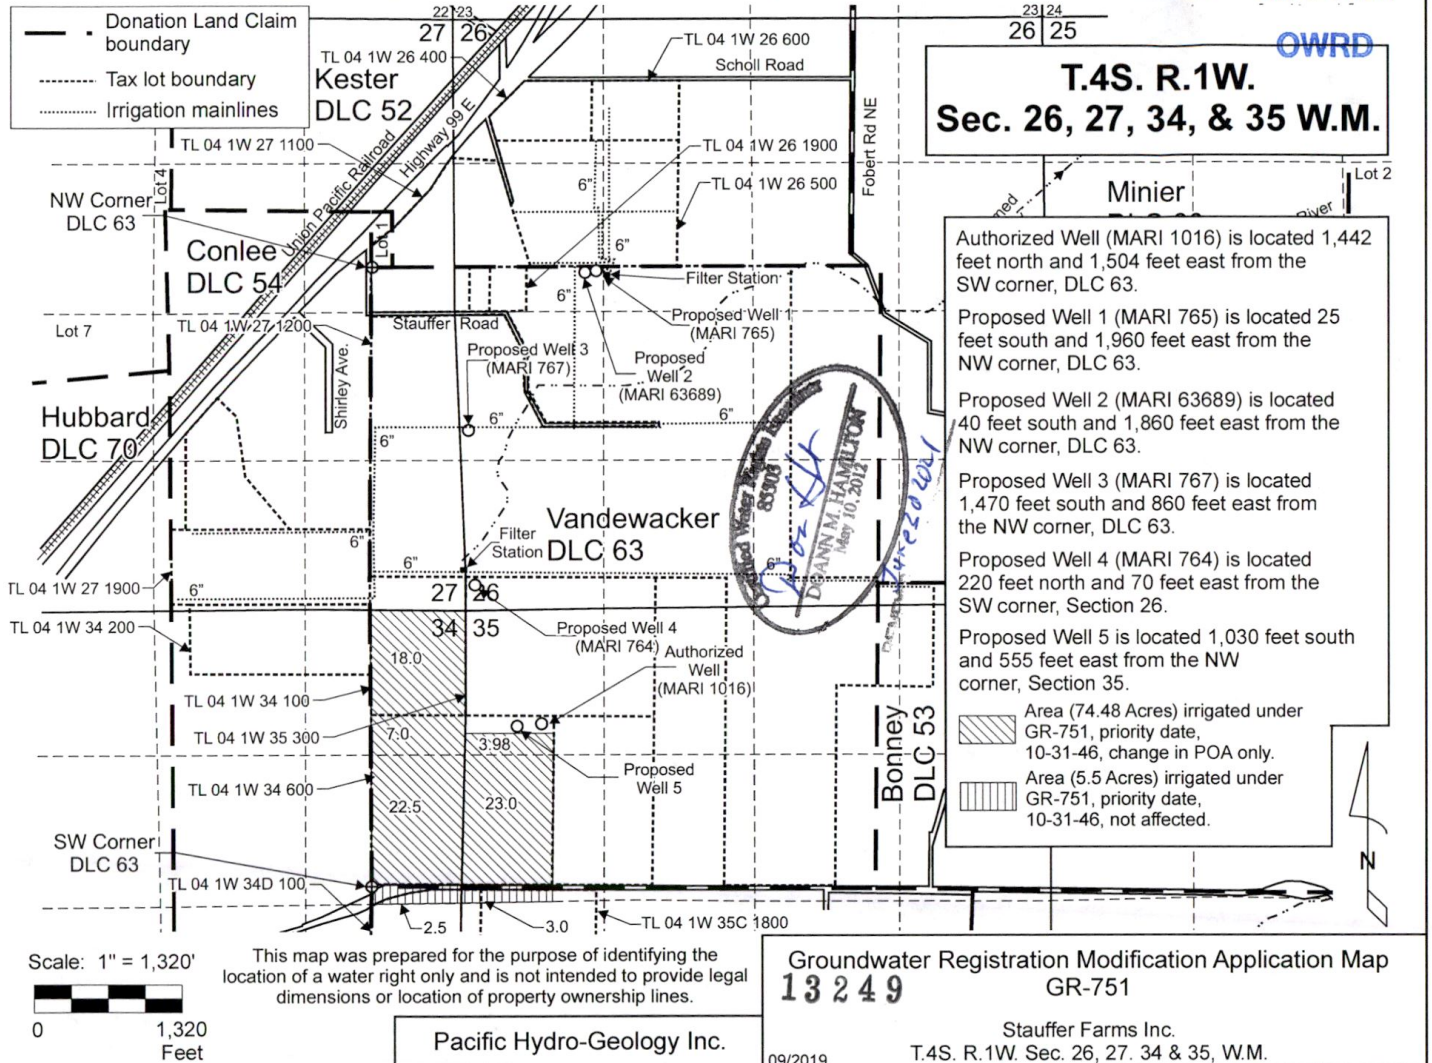 Donation Land Claim
boundary
Tax lot boundary
Irrigation mainlines
22 23
27 26
23 24
26 25
OWRD
T.4S. R.1W.
Sec. 26, 27, 34, & 35 W.M.
TL 04 1W 26 400
TL 04 1W 26 600
Scholl Road
Kester
DLC 52
Highway 99 E
Union Pacific Railroad
Fobert Rd NE
TL 04 1W 27 1100
TL 04 1W 26 1900
TL 04 1W 26 500
Lot 4
Lot 1
Lot 2
Minier
River
NW Corner
DLC 63
Conlee
DLC 54
6"
6"
6"
Filter Station
Lot 7
TL 04 1W 27 1200
Stauffer Road
Shirley Ave.
Proposed Well 1
(MARI 765)
Proposed Well 3
(MARI 767)
Proposed
Well 2
(MARI 63689)
Hubbard
DLC 70
6"
6"
6"
Vandewacker
DLC 63
Filter
Station
6"
6"
6"
6"
TL 04 1W 27 1900
TL 04 1W 34 200
27 26
34 35
Proposed Well 4
(MARI 764)
Authorized
Well
(MARI 1016)
18.0
TL 04 1W 34 100
TL 04 1W 35 300
7.0
3.98
Proposed
Well 5
TL 04 1W 34 600
22.5
23.0
Bonney
DLC 53
SW Corner
DLC 63
TL 04 1W 34D 100
2.5
3.0
TL 04 1W 35C 1800
Certified Water Rights Examiner
85503
DOANN M. HAMILTON
May 10, 2012
Authorized Well (MARI 1016) is located 1,442
feet north and 1,504 feet east from the
SW corner, DLC 63.
Proposed Well 1 (MARI 765) is located 25
feet south and 1,960 feet east from the
NW corner, DLC 63.
Proposed Well 2 (MARI 63689) is located
40 feet south and 1,860 feet east from the
NW corner, DLC 63.
Proposed Well 3 (MARI 767) is located
1,470 feet south and 860 feet east from
the NW corner, DLC 63.
Proposed Well 4 (MARI 764) is located
220 feet north and 70 feet east from the
SW corner, Section 26.
Proposed Well 5 is located 1,030 feet south
and 555 feet east from the NW
corner, Section 35.
Area (74.48 Acres) irrigated under
GR-751, priority date,
10-31-46, change in POA only.
Area (5.5 Acres) irrigated under
GR-751, priority date,
10-31-46, not affected.
N
Scale: 1" = 1,320'
0 1,320
Feet
This map was prepared for the purpose of identifying the
location of a water right only and is not intended to provide legal
dimensions or location of property ownership lines.
Pacific Hydro-Geology Inc.
Groundwater Registration Modification Application Map
13249
GR-751
Stauffer Farms Inc.
09/2019
T.4S. R.1W. Sec. 26, 27. 34 & 35, W.M.